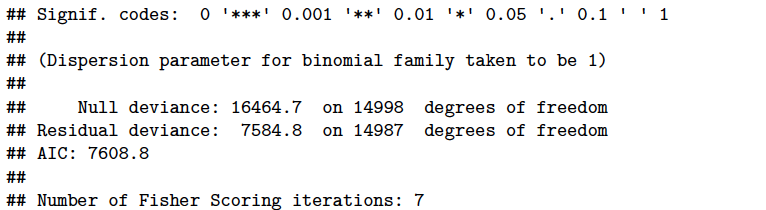 ## Signif. codes:  0 '***' 0.001 '**' 0.01 '*' 0.05 '.' 0.1 ' ' 1
##
## (Dispersion parameter for binomial family taken to be 1)
##
##     Null deviance: 16464.7  on 14998  degrees of freedom
## Residual deviance:  7584.8  on 14987  degrees of freedom
## AIC: 7608.8
##
## Number of Fisher Scoring iterations: 7